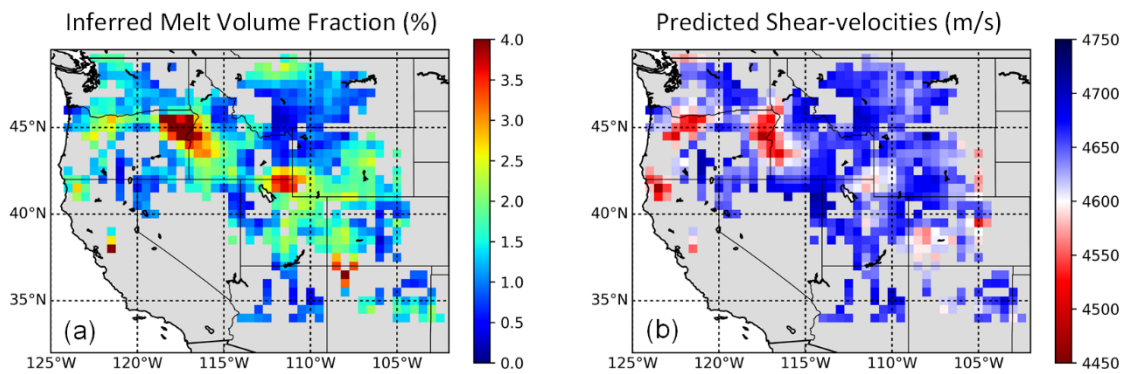 Inferred Melt Volume Fraction (%)
4.0
3.5
3.0
2.5
2.0
1.5
1.0
0.5
0.0
45°N
40°N
35°N
(a)
125 120°W 115°W 110°W 105°W
Predicted Shear-velocities (m/s)
4750
4700
4650
4600
4550
4500
4450
45°N
40°N
35°N
(b)
125 120°W 115°W 110°W 105°W